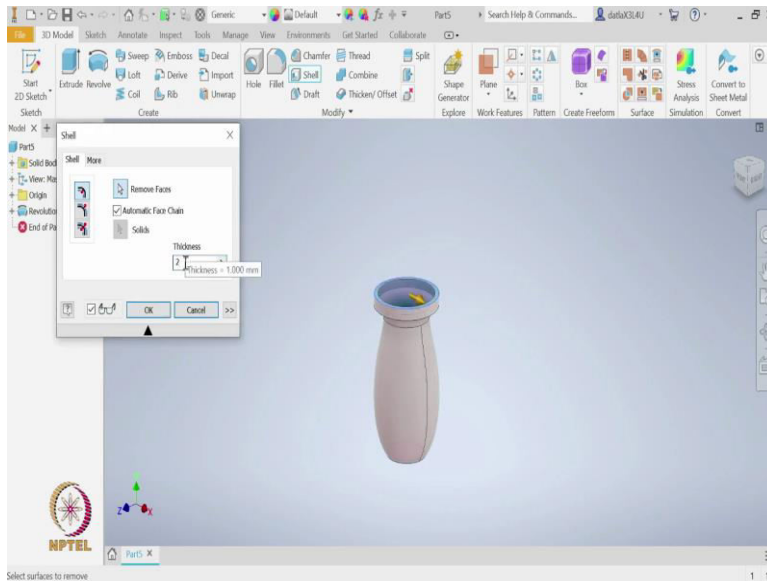 Generic Default Part5 Search Help & Commands... datlaX3L4U
File 3D Model Sketch Annotate Inspect Tools Manage View Environments Get Started Collaborate
Start 2D Sketch Extrude Revolve Sweep Emboss Decal Hole Fillet Chamfer Thread Split Shape Generator Plane Box Stress Analysis Convert to Sheet Metal
Loft Derive Import Shell Combine
Coil Rib Unwrap Draft Thicken/ Offset
Sketch Create Modify Explore Work Features Pattern Create Freeform Surface Simulation Convert
Model X +
Part5
Solid Bod
View: Ma
Origin
Revolutio
End of Pa
Shell
Shell More
Remove Faces
Automatic Face Chain
Solids
Thickness
2
Thickness = 1.000 mm
OK Cancel >>
Z X
NPTEL
Part5 X
Select surfaces to remove 1